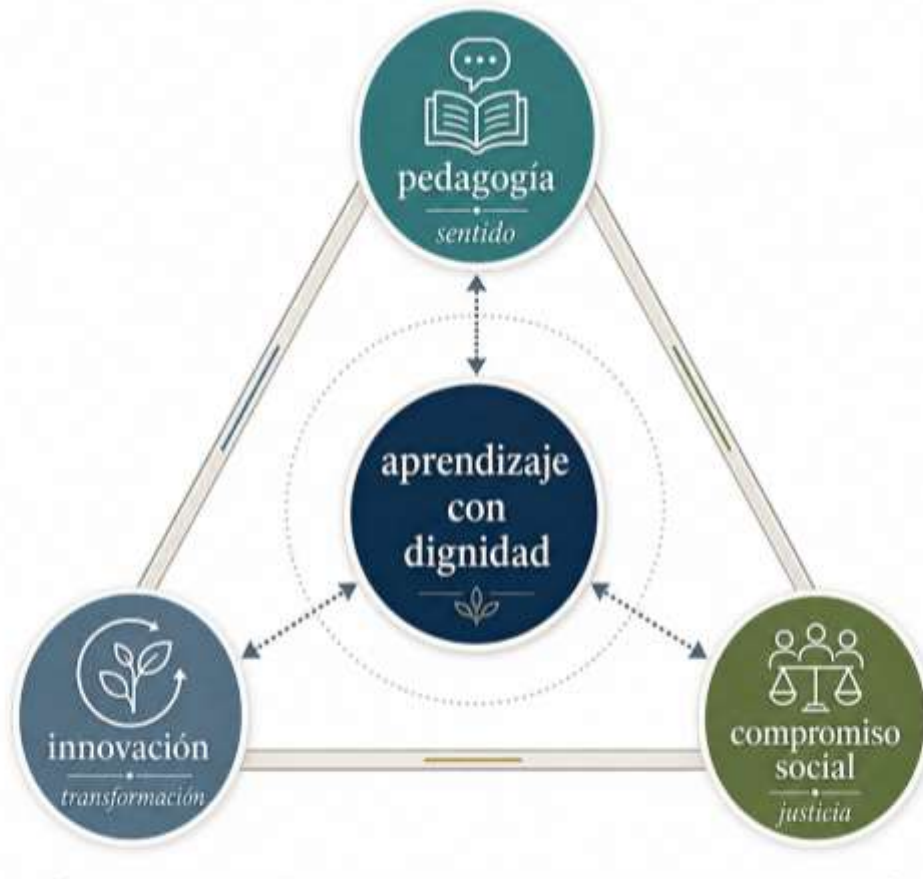 pedagogía
sentido
aprendizaje
con
dignidad
innovación
transformación
compromiso
social
justicia